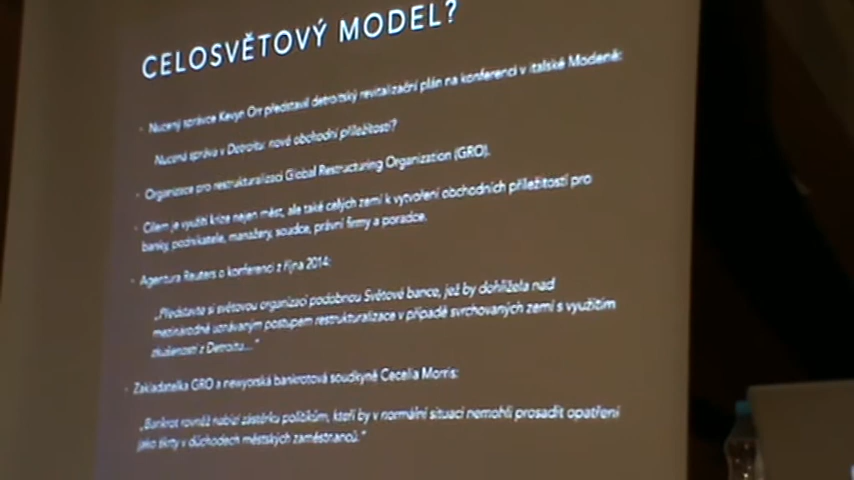 CELOSVĚTOVÝ MODEL?
Nucený správce Kevyn Orr představil detroitský revitalizační plán na konferenci v italské Modeně:
Nucená správa v Detroitu: nové obchodní příležitosti?
Organizace pro restrukturalizaci Global Restructuring Organization (GRO).
Cílem je využití krize nejen měst, ale také celých zemí k vytvoření obchodních příležitostí pro
banky, podnikatele, manažery, soudce, právní firmy a poradce.
Agentura Reuters o konferenci z října 2014:
„Představte si světovou organizaci podobnou Světové bance, jež by dohlížela nad
mezinárodně uznávaným postupem restrukturalizace v případě svrchovaných zemí s využitím
zkušeností z Detroitu..."
Zakladatelka GRO a newyorská bankrotová soudkyně Cecelia Morris:
„Bankrot rovněž nabízí zástěrku politikům, kteří by v normální situaci nemohli prosadit opatření
jako škrty v důchodech městských zaměstnanců."